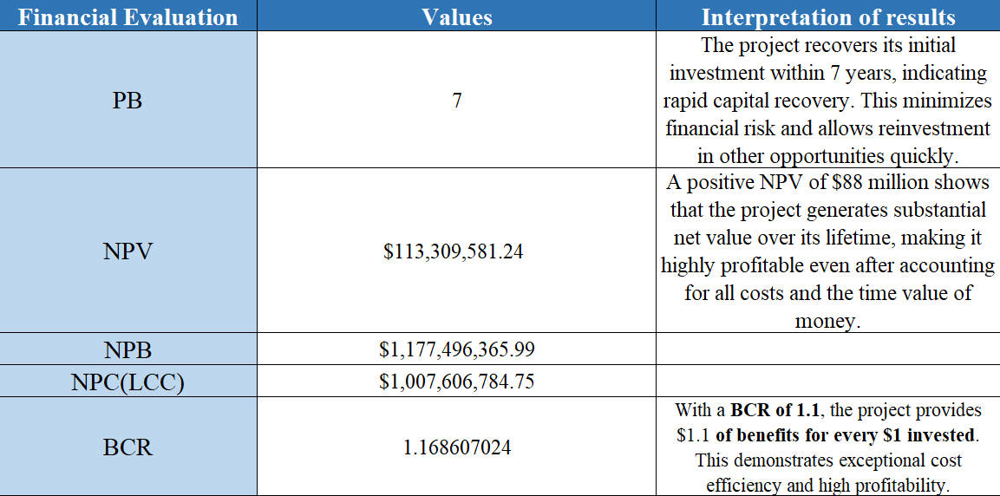 Financial Evaluation Values Interpretation of results
PB 7 The project recovers its initial
investment within 7 years, indicating
rapid capital recovery. This minimizes
financial risk and allows reinvestment
in other opportunities quickly.
NPV $113,309,581.24 A positive NPV of $88 million shows
that the project generates substantial
net value over its lifetime, making it
highly profitable even after accounting
for all costs and the time value of
money.
NPB $1,177,496,365.99
NPC(LCC) $1,007,606,784.75
BCR 1.168607024 With a BCR of 1.1, the project provides
$1.1 of benefits for every $1 invested.
This demonstrates exceptional cost
efficiency and high profitability.